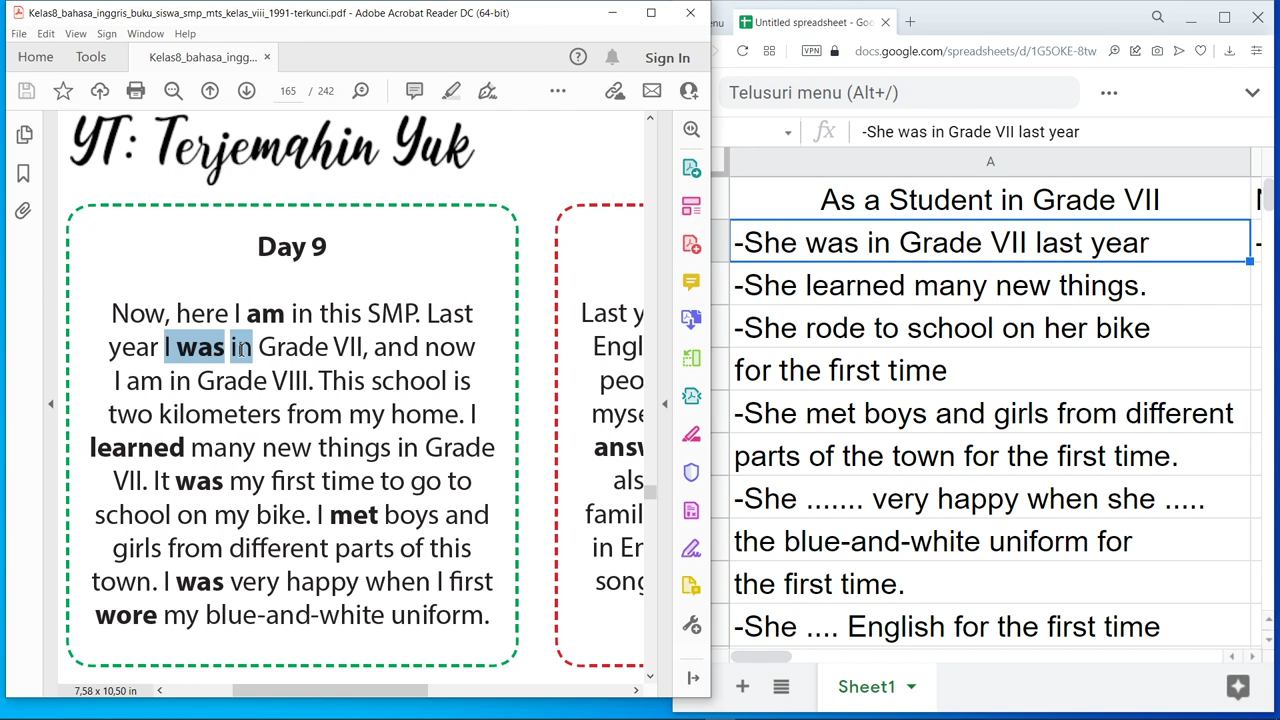 Kelas8_bahasa_inggris_buku_siswa_smp_mts_kelas_viii_1991-terkunci.pdf - Adobe Acrobat Reader DC (64-bit)
File Edit View Sign Window Help
Home Tools Kelas8_bahasa_ingg... × Sign In
165 / 242
YT: Terjemahin Yuk
Day 9
Now, here I am in this SMP. Last
year I was in Grade VII, and now
I am in Grade VIII. This school is
two kilometers from my home. I
learned many new things in Grade
VII. It was my first time to go to
school on my bike. I met boys and
girls from different parts of this
town. I was very happy when I first
wore my blue-and-white uniform.
Last y
Engl
peo
myse
answ
als
famil
in En
song
7,58 x 10,50 in
nu Untitled spreadsheet - Goo ×
VPN docs.google.com/spreadsheets/d/1G5OKE-8tw
Telusuri menu (Alt+/)
fx -She was in Grade VII last year
A
As a Student in Grade VII
-She was in Grade VII last year
-She learned many new things.
-She rode to school on her bike
for the first time
-She met boys and girls from different
parts of the town for the first time.
-She ....... very happy when she .....
the blue-and-white uniform for
the first time.
-She .... English for the first time
Sheet1